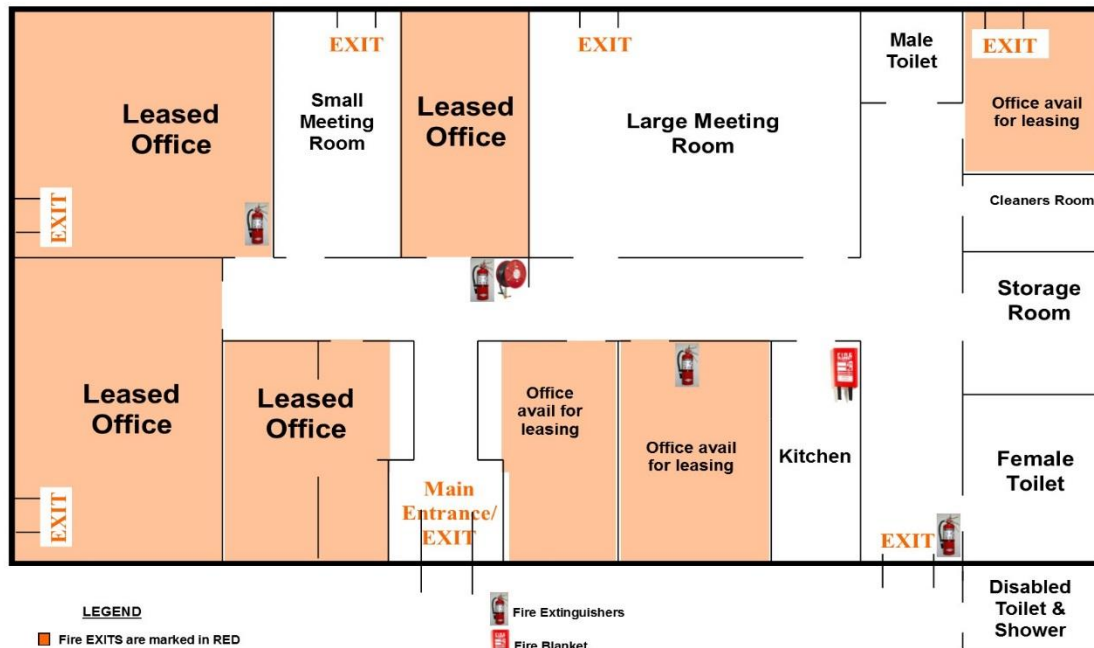 EXIT
EXIT
Male
Toilet
EXIT
Leased
Office
Small
Meeting
Room
Leased
Office
Large Meeting
Room
Office avail
for leasing
EXIT
Cleaners Room
Storage
Room
Leased
Office
Leased
Office
Office
avail for
leasing
Office avail
for leasing
Kitchen
Female
Toilet
EXIT
Main
Entrance/
EXIT
EXIT
Disabled
Toilet &
Shower
LEGEND
Fire EXITS are marked in RED
Fire Extinguishers
Fire Blanket